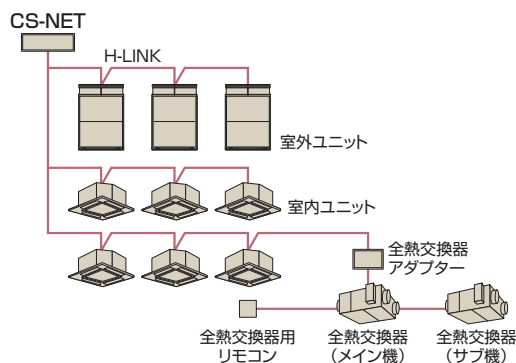 CS-NET
H-LINK
室外ユニット
室内ユニット
全熱交換器
アダプター
全熱交換器用
リモコン
全熱交換器
（メイン機）
全熱交換器
（サブ機）